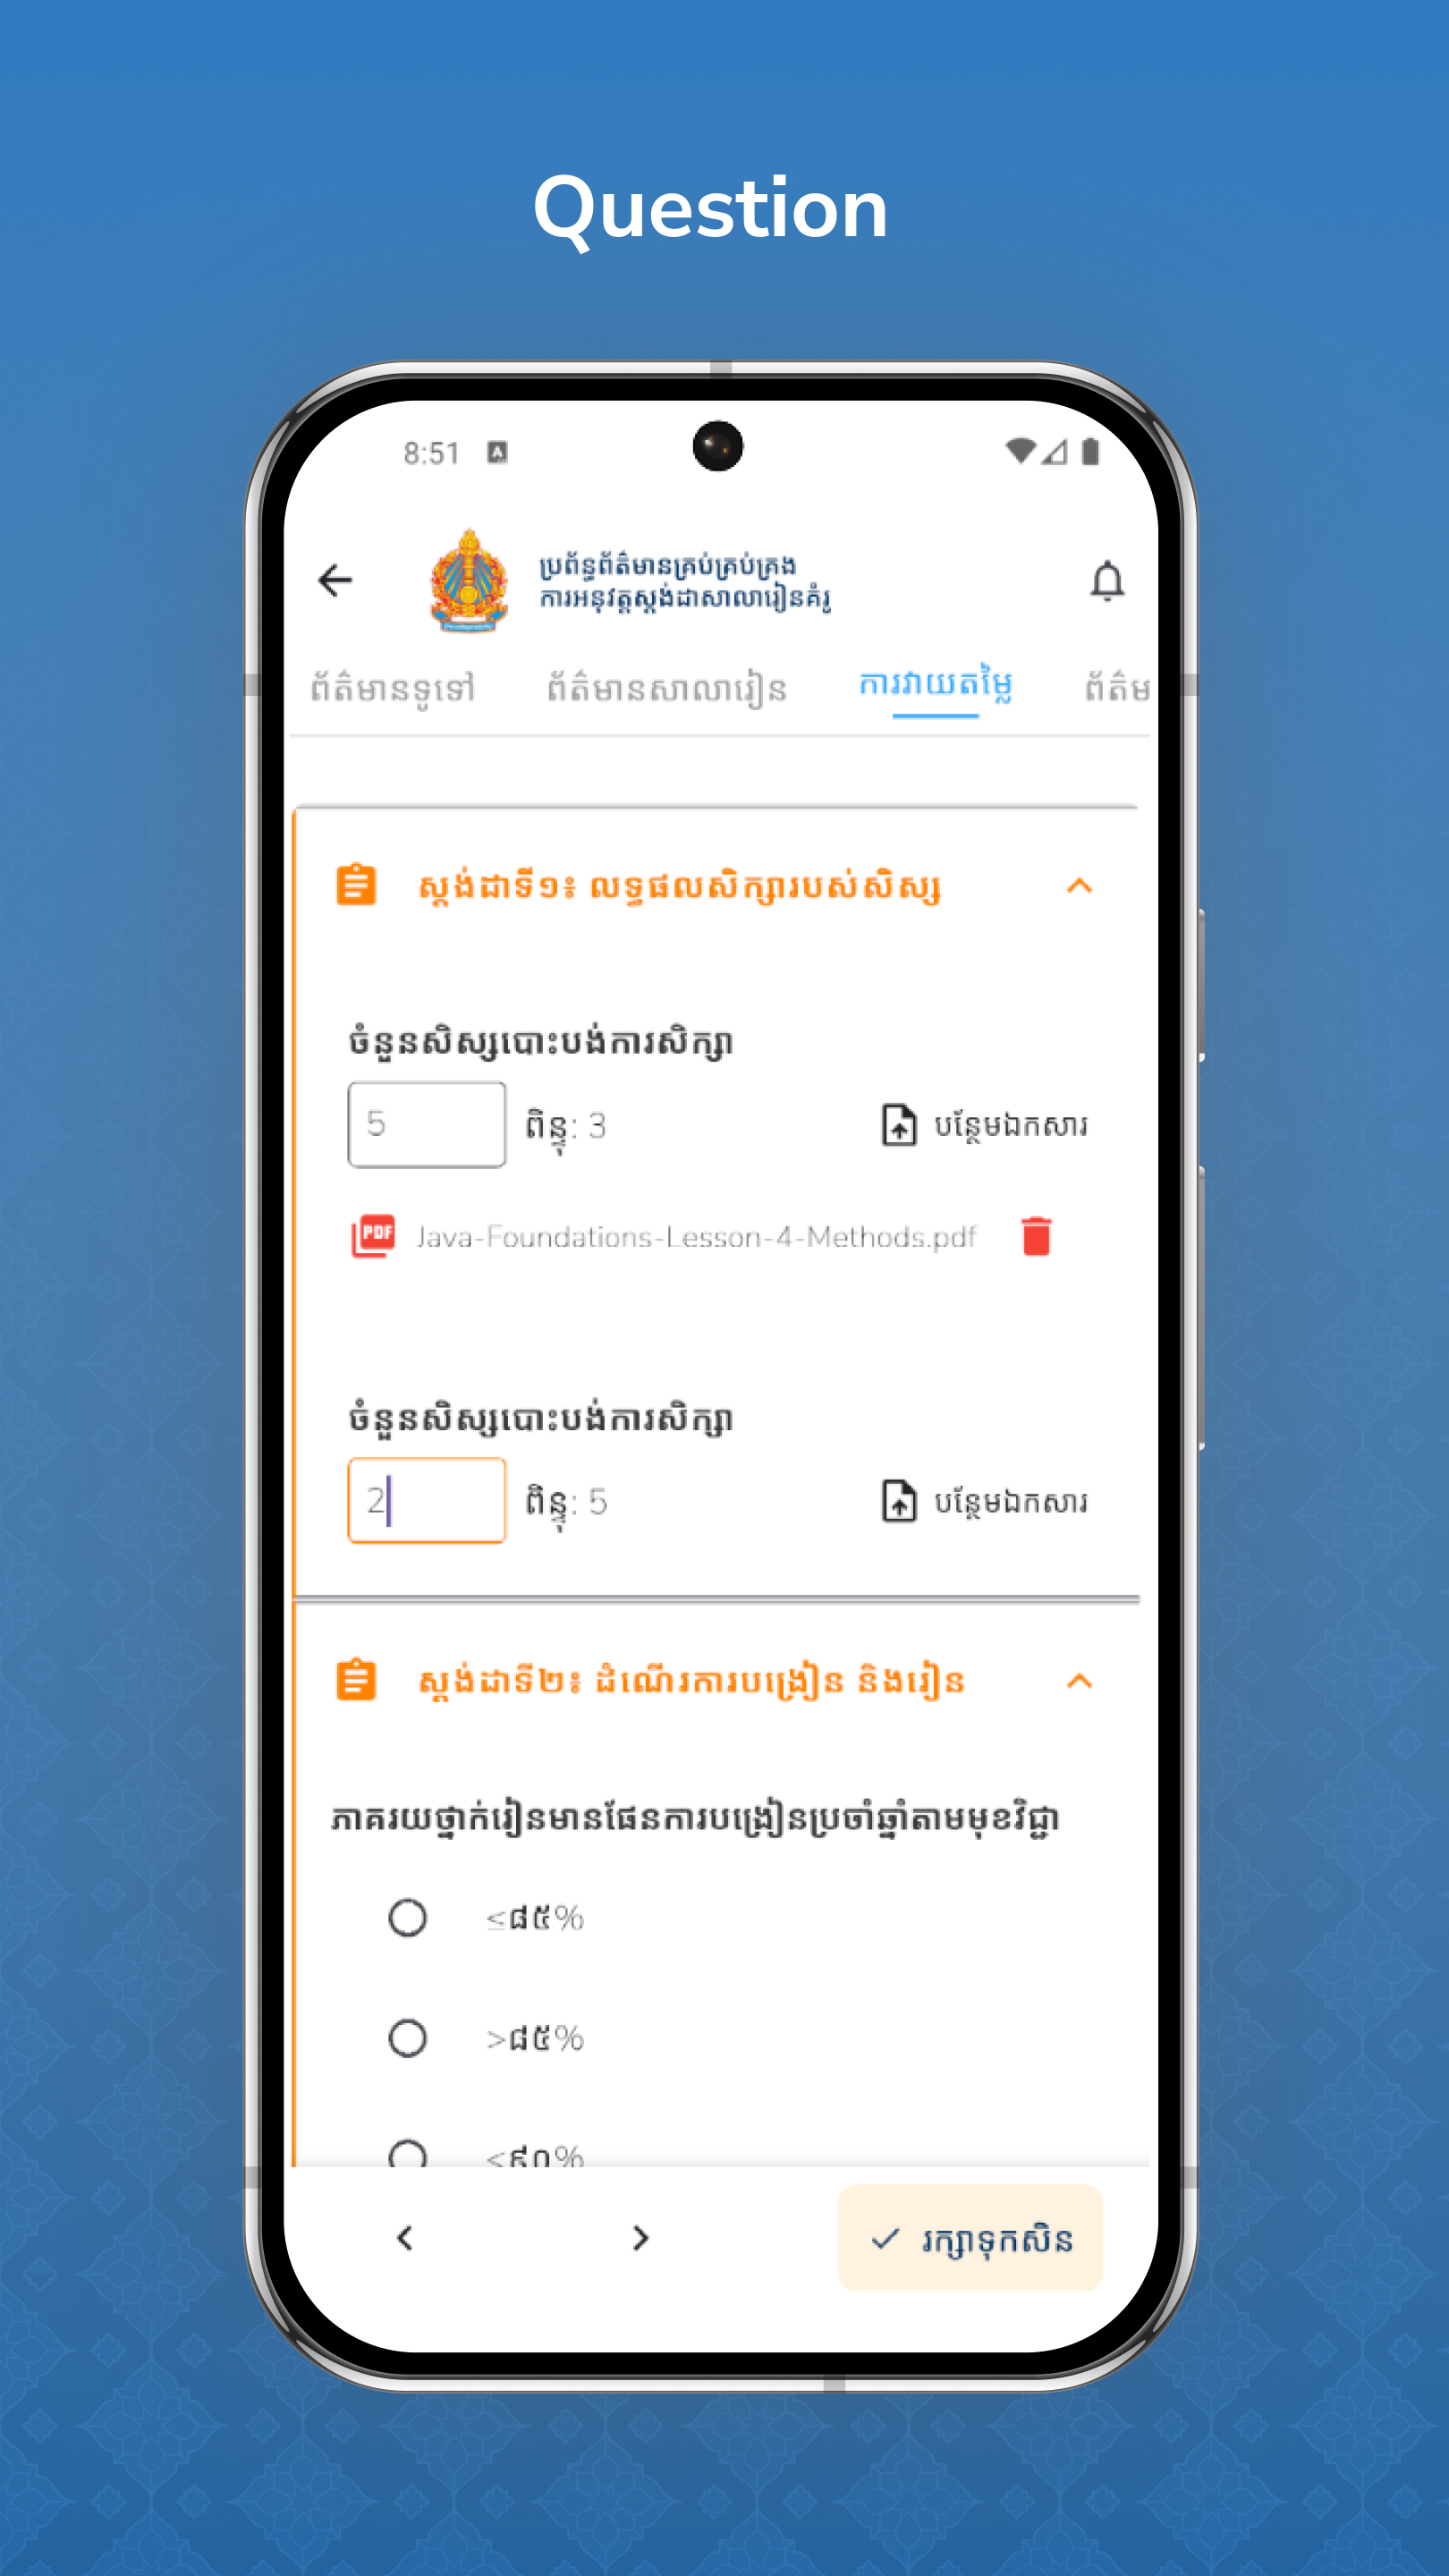 Question
8:51
ប្រព័ន្ធព័ត៌មានគ្រប់គ្រប់គ្រង
ការអនុវត្តស្តង់ដាសាលារៀនគំរូ
ព័ត៌មានទូទៅ ព័ត៌មានសាលារៀន ការវាយតម្លៃ ព័ត៌ម
ស្តង់ដាទី១៖ លទ្ធផលសិក្សារបស់សិស្ស
ចំនួនសិស្សបោះបង់ការសិក្សា
5 ពិន្ទុ: 3 បន្ថែមឯកសារ
PDF Java-Foundations-Lesson-4-Methods.pdf
ចំនួនសិស្សបោះបង់ការសិក្សា
2 ពិន្ទុ: 5 បន្ថែមឯកសារ
ស្តង់ដាទី២៖ ដំណើរការបង្រៀន និងរៀន
ភាគរយថ្នាក់រៀនមានផែនការបង្រៀនប្រចាំឆ្នាំតាមមុខវិជ្ជា
≤៨៥%
>៨៥%
<៩០%
រក្សាទុកសិន